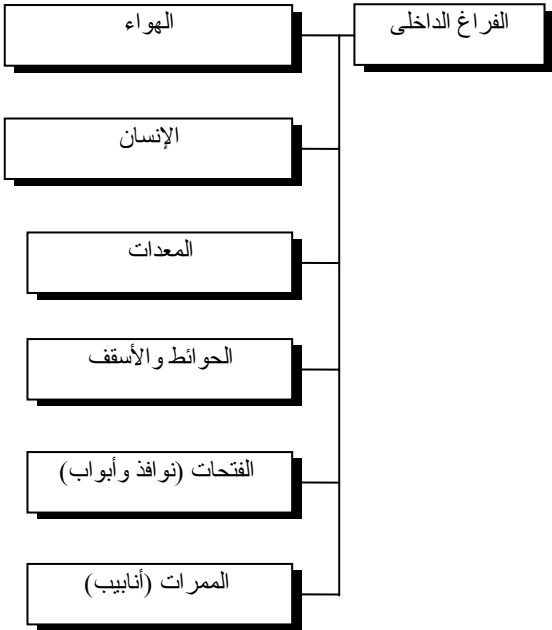 الفراغ الداخلى
الهواء
الإنسان
المعدات
الحوائط والأسقف
الفتحات (نوافذ وأبواب)
الممرات (أنابيب)